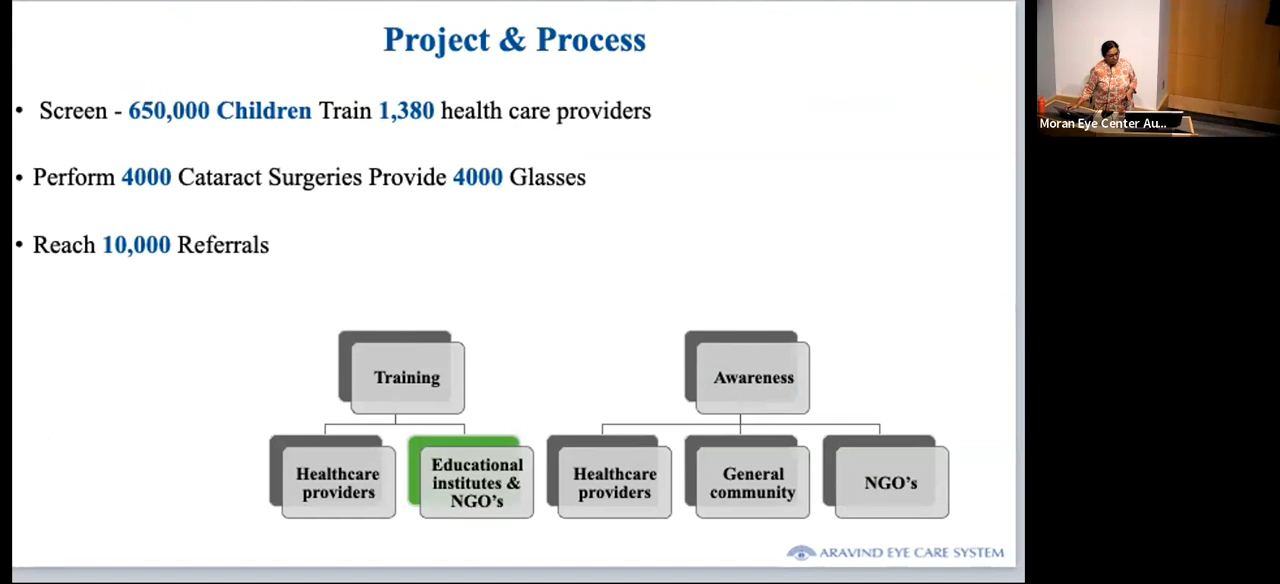 Project & Process
• Screen - 650,000 Children Train 1,380 health care providers
• Perform 4000 Cataract Surgeries Provide 4000 Glasses
• Reach 10,000 Referrals
Training
Awareness
Healthcare
providers
Educational
institutes &
NGO's
Healthcare
providers
General
community
NGO's
ARAVIND EYE CARE SYSTEM
Moran Eye Center Au...